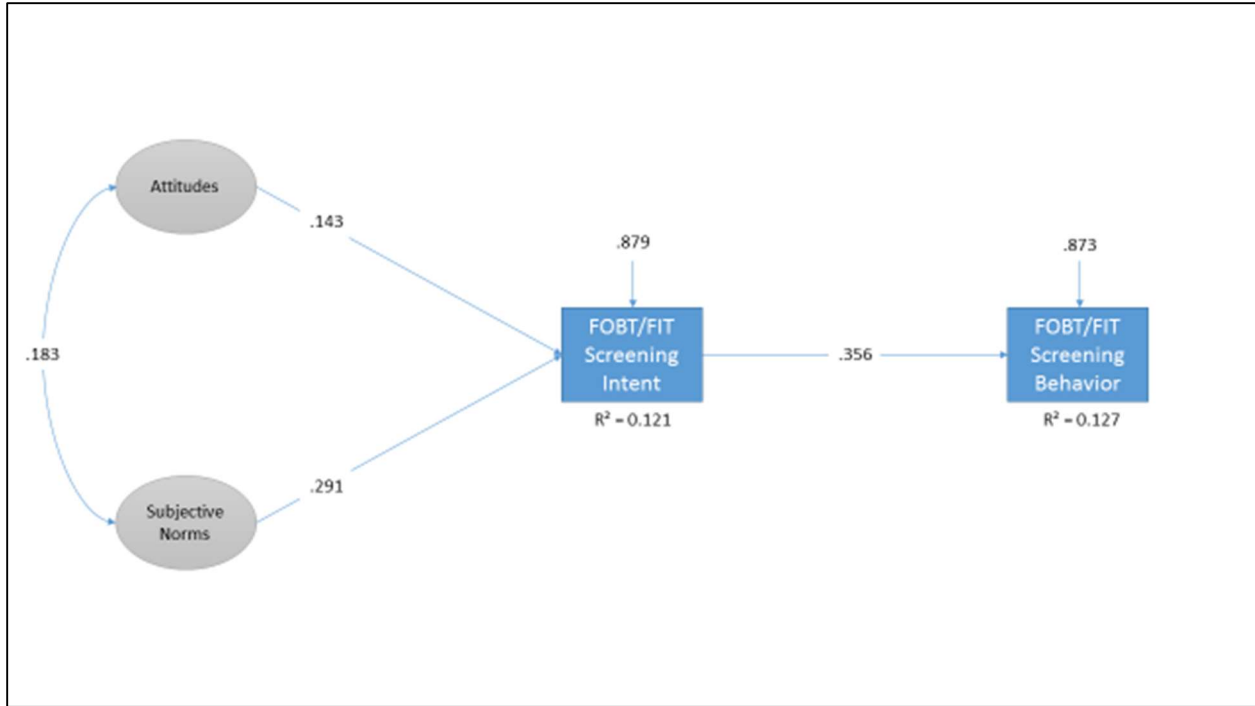 Attitudes
.143
.879
.873
.183
FOBT/FIT
Screening
Intent
R² = 0.121
.356
FOBT/FIT
Screening
Behavior
R² = 0.127
.291
Subjective
Norms